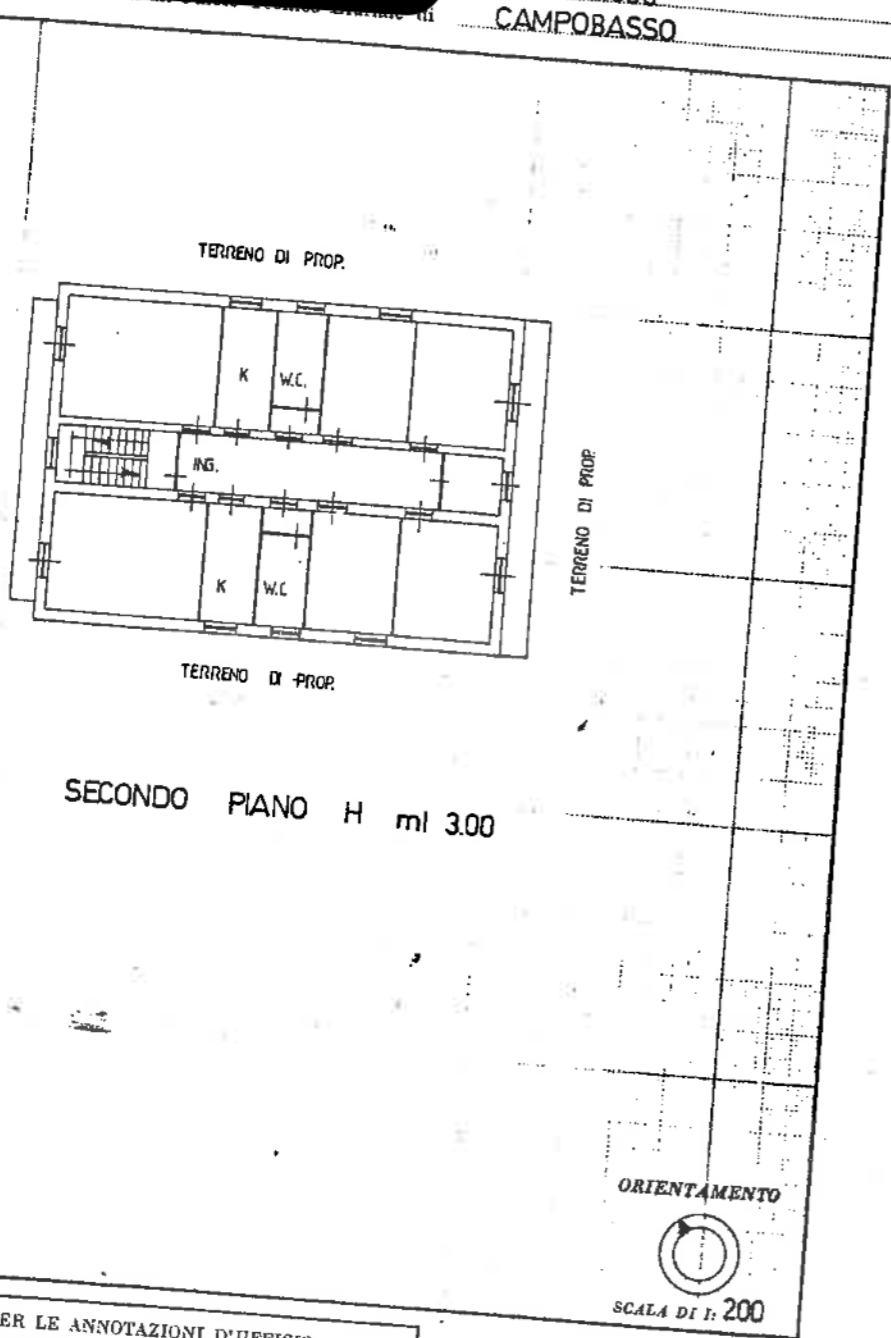 CAMPOBASSO
TERRENO DI PROP.
K
W.C.
ING.
TERRENO DI PROP
K
W.C
TERRENO DI PROP.
SECONDO PIANO H ml 3.00
ORIENTAMENTO
SCALA DI I: 200
ER LE ANNOTAZIONI D'UFFICIO